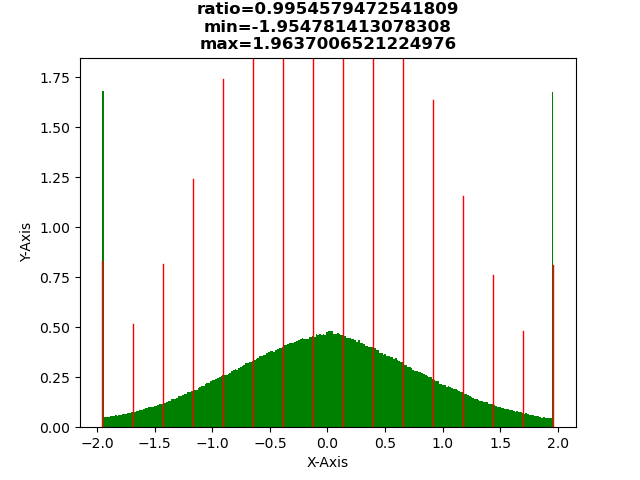 ratio=0.9954579472541809
min=-1.954781413078308
max=1.9637006521224976
1.75
1.50
1.25
1.00
0.75
0.50
0.25
0.00
Y-Axis
−2.0 −1.5 −1.0 −0.5 0.0 0.5 1.0 1.5 2.0
X-Axis